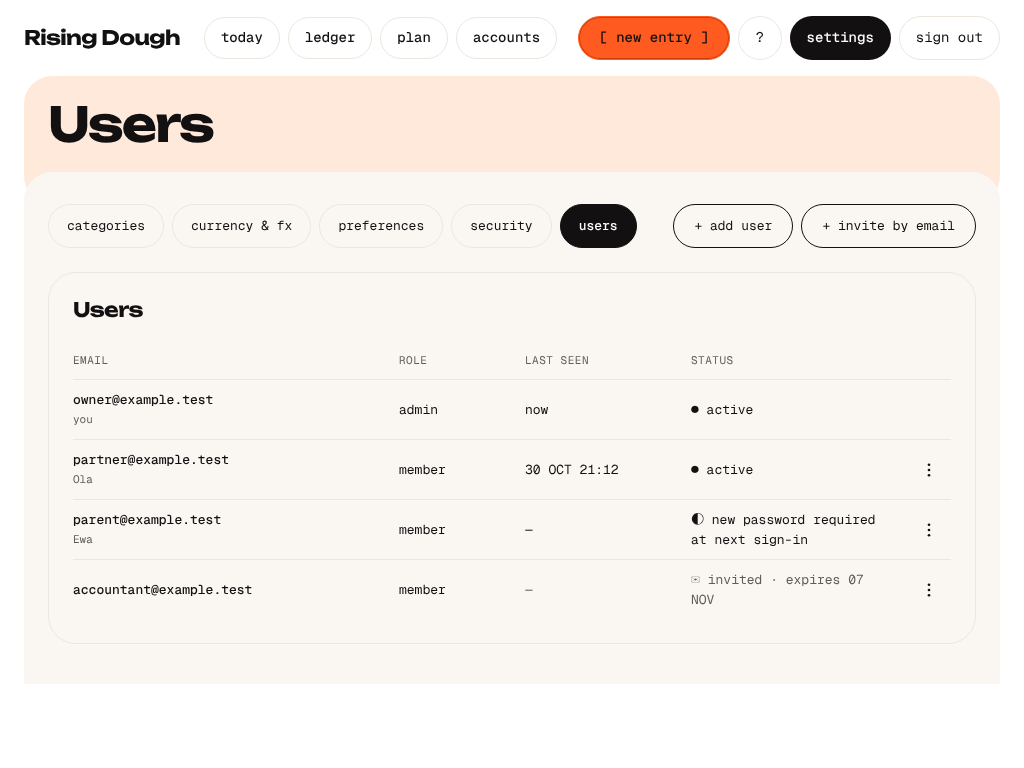 Rising Dough today ledger plan accounts [ new entry ] ? settings sign out
Users
categories currency & fx preferences security users + add user + invite by email
Users
EMAIL ROLE LAST SEEN STATUS
owner@example.test
you
admin now ● active
partner@example.test
Ola
member 30 OCT 21:12 ● active
parent@example.test
Ewa
member — ◐ new password required
at next sign-in
accountant@example.test member — ✉ invited · expires 07
NOV